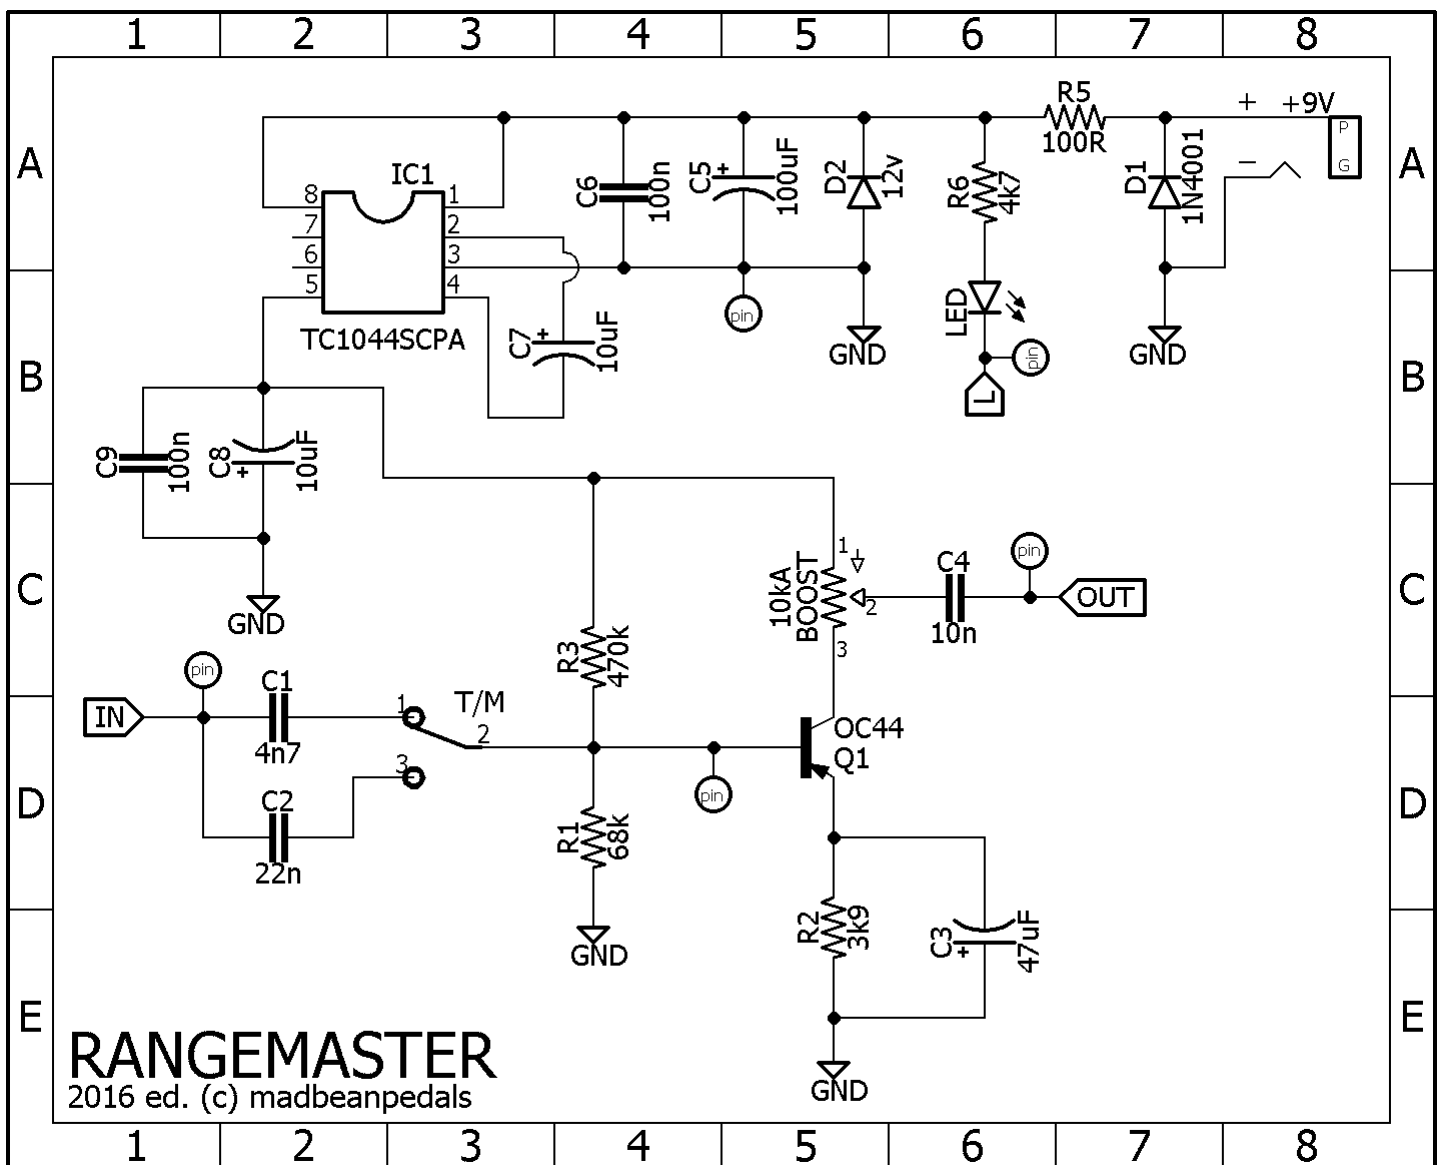 1 2 3 4 5 6 7 8
A A
B B
C C
D D
E E
R5
100R
+ +9V
P
G
−
IC1
8 1
7 2
6 3
5 4
TC1044SCPA
C6
100n
C5
+
100uF
D2
12v
R6
4k7
D1
1N4001
pin
GND
LED
pin
L
GND
C7
+
10uF
C9
100n
C8
+
10uF
GND
1
10kA
BOOST
2
3
C4
10n
pin
OUT
R3
470k
pin
IN
C1
4n7
1
T/M
2
3
C2
22n
OC44
Q1
pin
R1
68k
GND
R2
3k9
C3
+
47uF
GND
RANGEMASTER
2016 ed. (c) madbeanpedals
1 2 3 4 5 6 7 8